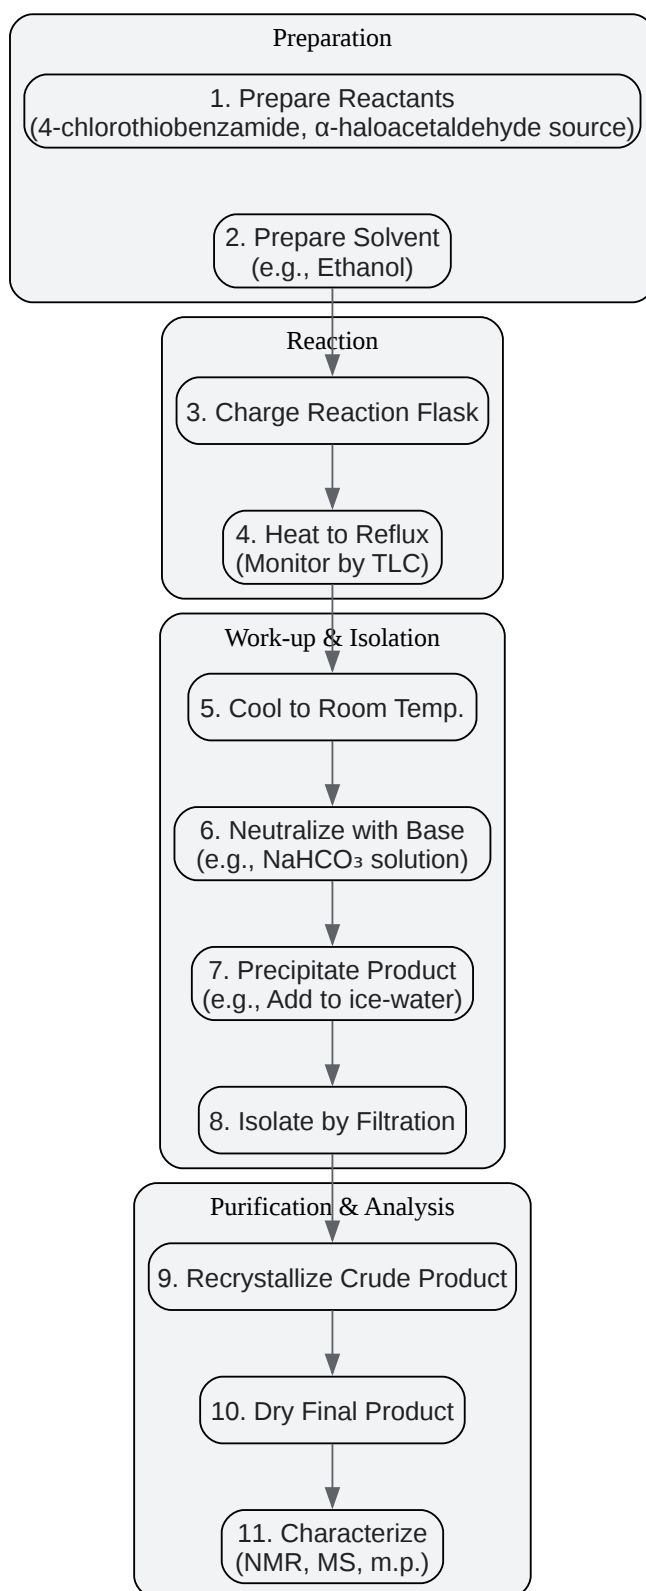 Preparation
1. Prepare Reactants
(4-chlorothiobenzamide, α-haloacetaldehyde source)
2. Prepare Solvent
(e.g., Ethanol)
Reaction
3. Charge Reaction Flask
4. Heat to Reflux
(Monitor by TLC)
Work-up & Isolation
5. Cool to Room Temp.
6. Neutralize with Base
(e.g., NaHCO₃ solution)
7. Precipitate Product
(e.g., Add to ice-water)
8. Isolate by Filtration
Purification & Analysis
9. Recrystallize Crude Product
10. Dry Final Product
11. Characterize
(NMR, MS, m.p.)